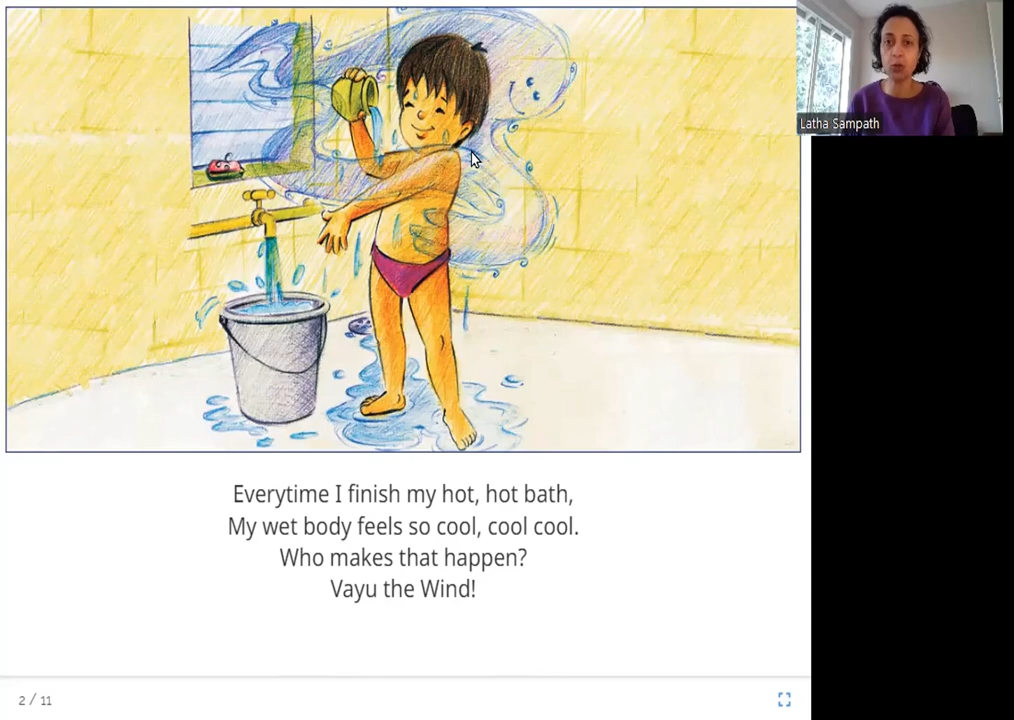 Latha Sampath
Everytime I finish my hot, hot bath,
My wet body feels so cool, cool cool.
Who makes that happen?
Vayu the Wind!
2 / 11